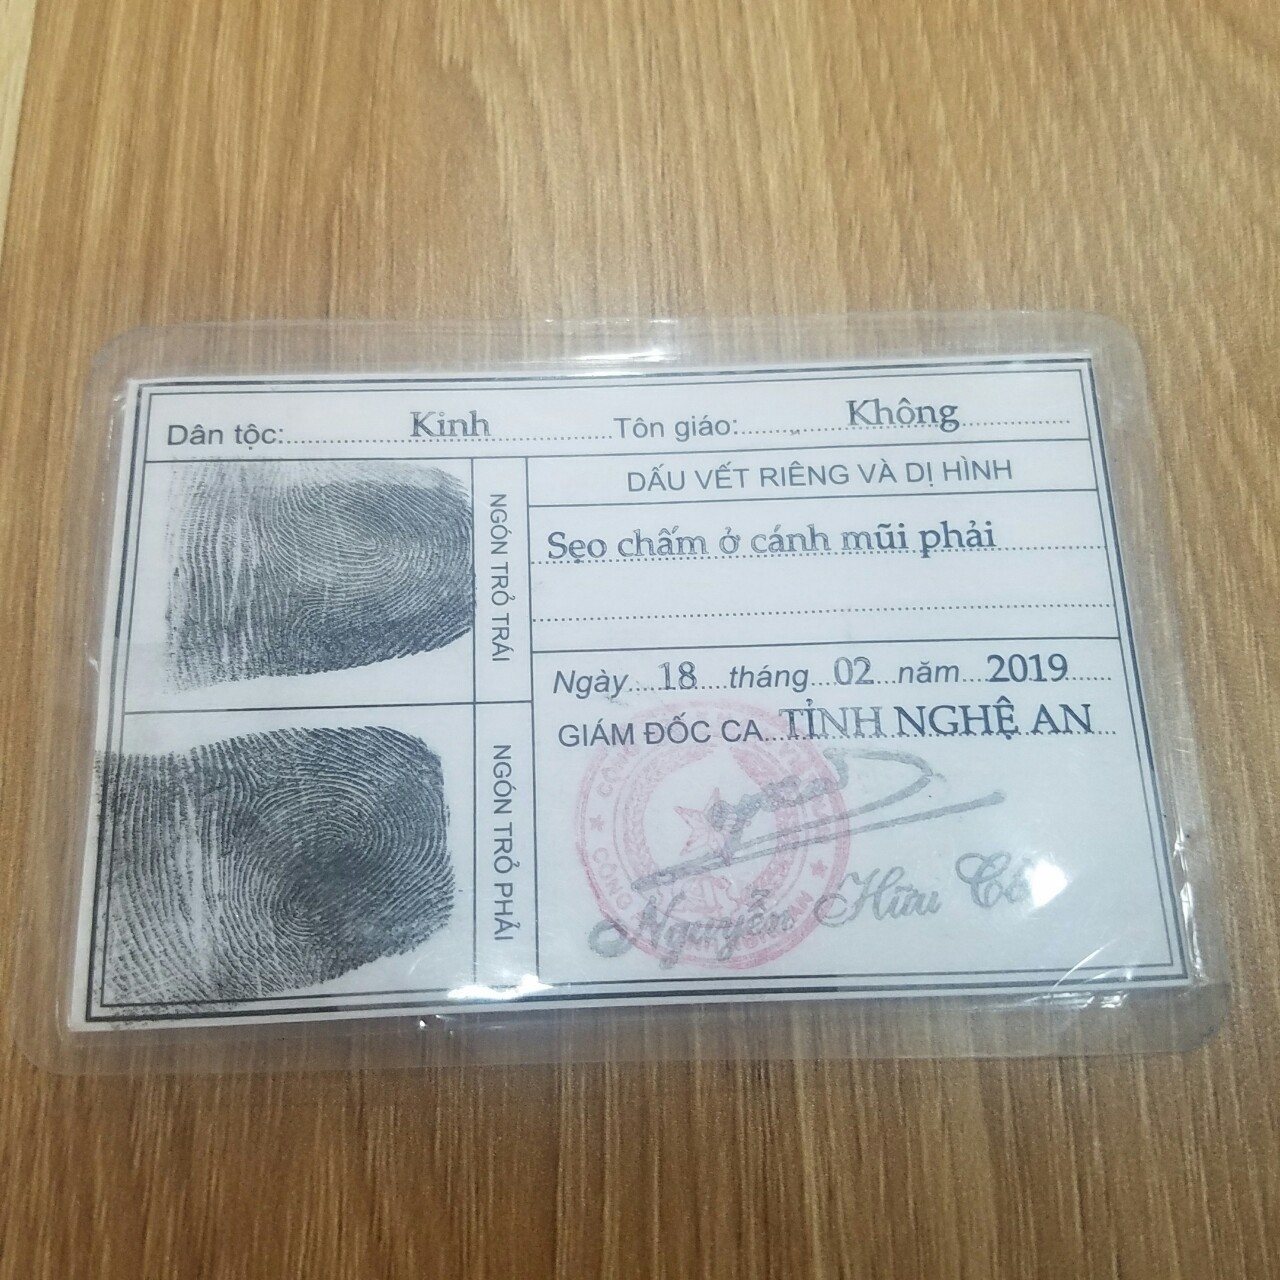 Dân tộc: Kinh Tôn giáo: Không
NGÓN TRỎ TRÁI
DẤU VẾT RIÊNG VÀ DỊ HÌNH
Sẹo chấm ở cánh mũi phải
NGÓN TRỎ PHẢI
Ngày 18 tháng 02 năm 2019
GIÁM ĐỐC CA TỈNH NGHỆ AN
Nguyễn Hữu